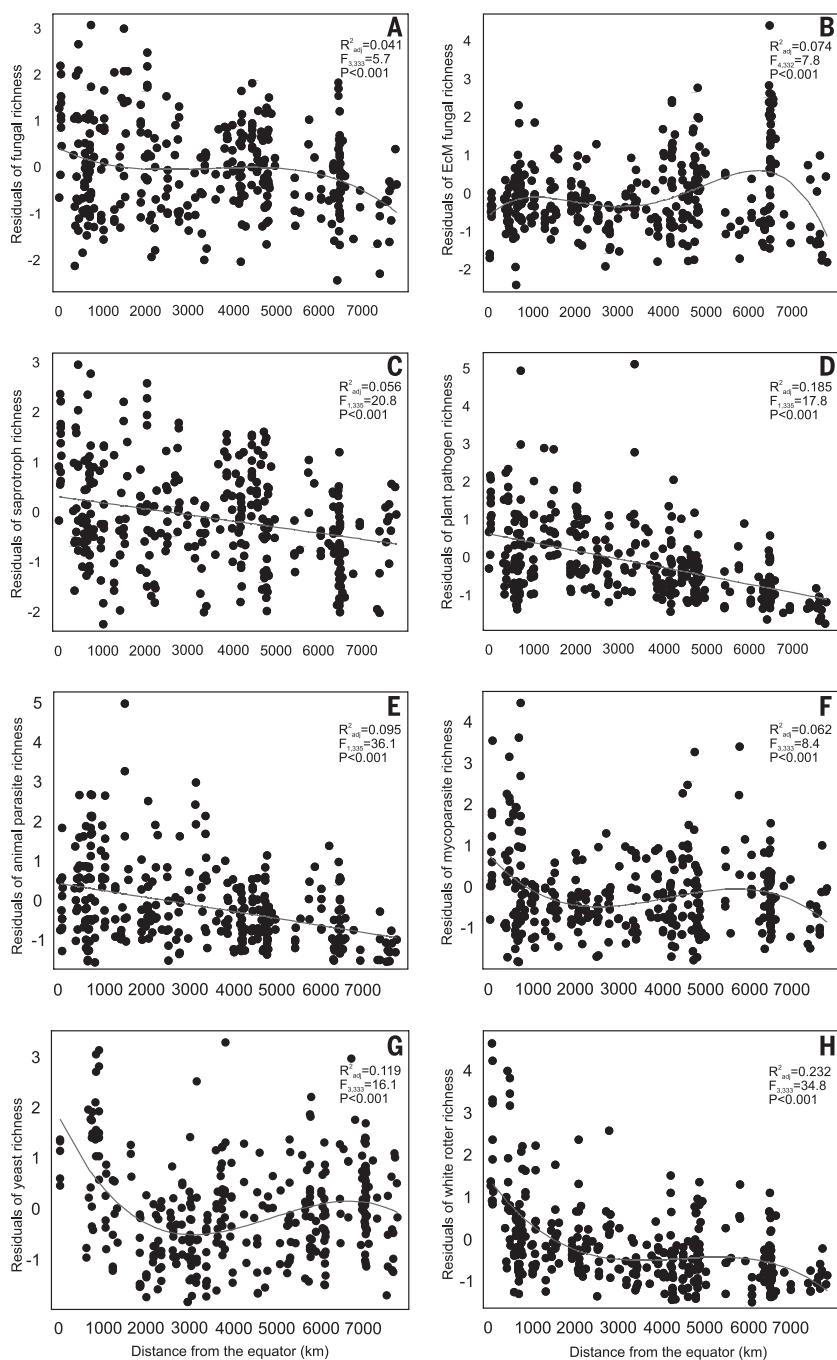 A
R²adj=0.041
F3,333=5.7
P<0.001
3
2
1
0
-1
-2
Residuals of fungal richness
0 1000 2000 3000 4000 5000 6000 7000
B
R²adj=0.074
F4,332=7.8
P<0.001
4
3
2
1
0
-1
-2
Residuals of EcM fungal richness
0 1000 2000 3000 4000 5000 6000 7000
C
R²adj=0.056
F1,335=20.8
P<0.001
3
2
1
0
-1
-2
Residuals of saprotroph richness
0 1000 2000 3000 4000 5000 6000 7000
D
R²adj=0.185
F1,335=17.8
P<0.001
5
4
3
2
1
0
-1
Residuals of plant pathogen richness
0 1000 2000 3000 4000 5000 6000 7000
E
R²adj=0.095
F1,335=36.1
P<0.001
5
4
3
2
1
0
-1
Residuals of animal parasite richness
0 1000 2000 3000 4000 5000 6000 7000
F
R²adj=0.062
F3,333=8.4
P<0.001
4
3
2
1
0
-1
Residuals of mycoparasite richness
0 1000 2000 3000 4000 5000 6000 7000
G
R²adj=0.119
F3,333=16.1
P<0.001
3
2
1
0
-1
Residuals of yeast richness
0 1000 2000 3000 4000 5000 6000 7000
Distance from the equator (km)
H
R²adj=0.232
F3,333=34.8
P<0.001
4
3
2
1
0
-1
Residuals of white rotter richness
0 1000 2000 3000 4000 5000 6000 7000
Distance from the equator (km)